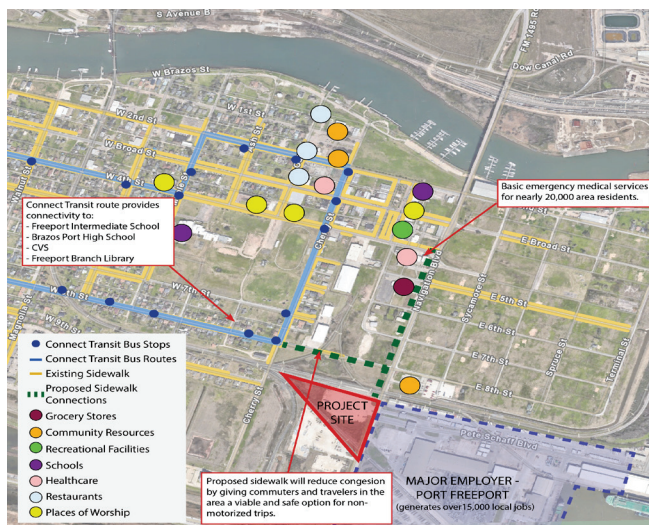 S Avenue B
FM 1495 R
Dow Canal Rd
W Brazos St
W 1st St
W 2nd St
W Broad St
W 4th St
Basic emergency medical services
for nearly 20,000 area residents.
Connect Transit route provides
connectivity to:
- Freeport Intermediate School
- Brazos Port High School
- CVS
- Freeport Branch Library
E Broad St
Navigation Blvd
Sycamore St
E 5th St
W 7th St
E 6th St
W 9th St
Magnolia St
E 7th St
Spruce St
Terminal St
E 8th St
Cherry St
Connect Transit Bus Stops
Connect Transit Bus Routes
Existing Sidewalk
Proposed Sidewalk
Connections
Grocery Stores
Community Resources
Recreational Facilities
Schools
Healthcare
Restaurants
Places of Worship
PROJECT
SITE
Pete Schaff Blvd
Proposed sidewalk will reduce congesion
by giving commuters and travelers in the
area a viable and safe option for non-
motorized trips.
MAJOR EMPLOYER -
PORT FREEPORT
(generates over15,000 local jobs)